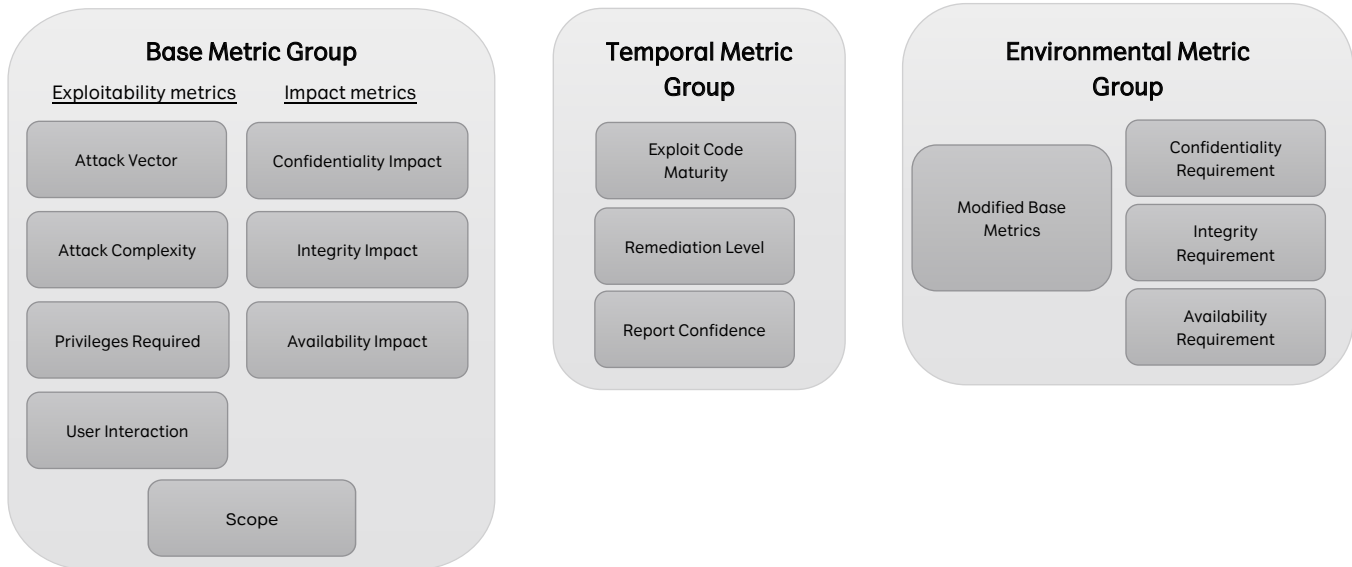 Base Metric Group
Exploitability metrics
Impact metrics
Attack Vector
Confidentiality Impact
Attack Complexity
Integrity Impact
Privileges Required
Availability Impact
User Interaction
Scope
Temporal Metric
Group
Exploit Code
Maturity
Remediation Level
Report Confidence
Environmental Metric
Group
Modified Base
Metrics
Confidentiality
Requirement
Integrity
Requirement
Availability
Requirement